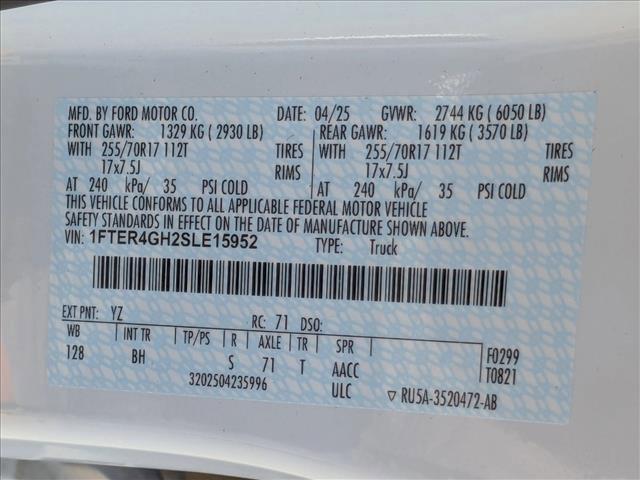 MFD. BY FORD MOTOR CO. DATE: 04/25 GVWR: 2744 KG ( 6050 LB)
FRONT GAWR: 1329 KG ( 2930 LB) REAR GAWR: 1619 KG ( 3570 LB)
WITH 255/70R17 112T TIRES WITH 255/70R17 112T TIRES
17x7.5J RIMS 17x7.5J RIMS
AT 240 kPa/ 35 PSI COLD AT 240 kPa/ 35 PSI COLD
THIS VEHICLE CONFORMS TO ALL APPLICABLE FEDERAL MOTOR VEHICLE
SAFETY STANDARDS IN EFFECT ON THE DATE OF MANUFACTURE SHOWN ABOVE.
VIN: 1FTER4GH2SLE15952 TYPE: Truck
EXT PNT: YZ RC: 71 DSO:
WB INT TR TP/PS R AXLE TR SPR F0299
128 BH S 71 T AACC T0821
3202504235996 ULC ▽ RU5A-3520472-AB